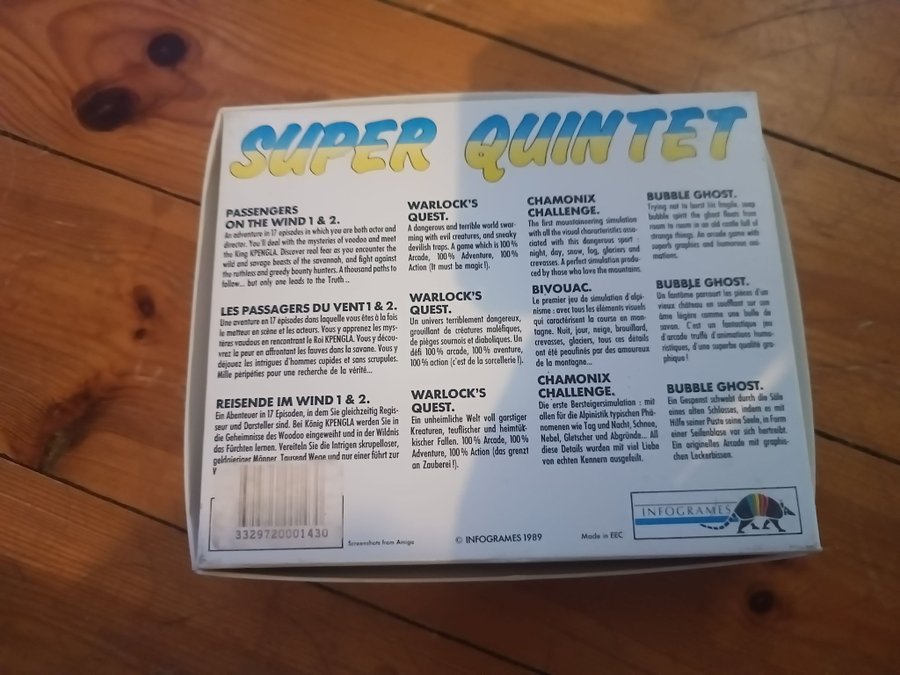 SUPER QUINTET
PASSENGERS
ON THE WIND 1 & 2.
An adventure in 17 episodes in which you are both actor and
director. You'll deal with the mysteries of voodoo and meet
the King KPENGLA. Discover real fear as you encounter the
wild and savage beasts of the savannah, and fight against
the ruthless and greedy bounty hunters. A thousand paths to
follow... but only one leads to the Truth ..
WARLOCK'S
QUEST.
A dangerous and terrible world swar-
ming with evil creatures, and sneaky
devilish traps. A game which is 100 %
Arcade, 100 % Adventure, 100 %
Action (It must be magic !).
CHAMONIX
CHALLENGE.
The first mountaineering simulation
with all the visual characteristics asso-
ciated with this dangerous sport :
night, day, snow, fog, glaciers and
crevasses. A perfect simulation produ-
ced by those who love the mountains.
BUBBLE GHOST.
Trying not to burst his fragile, soap
bubble spirit the ghost floats from
room to room in an old castle full of
strange things. An arcade game with
superb graphics and humorous ani-
mations.
LES PASSAGERS DU VENT 1 & 2.
Une aventure en 17 épisodes dans laquelle vous êtes à la fois
le metteur en scène et les acteurs. Vous y apprenez les mys-
tères vaudous en rencontrant le Roi KPENGLA. Vous y décou-
vrez la peur en affrontant les fauves dans la savane. Vous y
déjouez les intrigues d'hommes cupides et sans scrupules.
Mille péripéties pour une recherche de la vérité...
WARLOCK'S
QUEST.
Un univers terriblement dangereux,
grouillant de créatures maléfiques,
de pièges sournois et diaboliques. Un
défi 100 % arcade, 100 % aventure,
100 % action (c'est de la sorcellerie !).
BIVOUAC.
Le premier jeu de simulation d'alpi-
nisme : avec tous les éléments visuels
qui caractérisent la course en mon-
tagne. Nuit, jour, neige, brouillard,
crevasses, glaciers, tous ces détails
ont été peaufinés par des amoureux
de la montagne...
BUBBLE GHOST.
Un fantôme parcourt les pièces d'un
vieux château en soufflant sur son
âme légère comme une bulle de
savon. C'est un fantastique jeu
d'arcade truffé d'animations humo-
ristiques, d'une superbe qualité gra-
phique !
REISENDE IM WIND 1 & 2.
Ein Abenteuer in 17 Episoden, in dem Sie gleichzeitig Regis-
seur und Darsteller sind. Bei König KPENGLA werden Sie in
die Geheimnisse des Woodoo eingeweiht und in der Wildnis
das Fürchten lernen. Vereiteln Sie die Intrigen skrupelloser,
geldgieriger Männer. Tausend Wege und nur einer führt zur
WARLOCK'S
QUEST.
Ein unheimliche Welt voll garstiger
Kreaturen, teuflischer und heimtük-
kischer Fallen. 100 % Arcade, 100 %
Adventure, 100 % Action (das grenzt
an Zauberei !).
CHAMONIX
CHALLENGE.
Die erste Bersteigersimulation : mit
allen für die Alpinistik typischen Phä-
nomenen wie Tag und Nacht, Schnee,
Nebel, Gletscher und Abgründe... All
diese Details wurden mit viel Liebe
von echten Kennern ausgefeilt.
BUBBLE GHOST.
Ein Gespenst schwebt durch die Säle
eines alten Schlosses, indem es mit
Hilfe seiner Puste seine Seele, in Form
einer Seifenblase vor sich hertreibt.
Ein originelles Arcade mit graphis-
chen Leckerbissen.
3329720001430
Screenshots from Amiga
© INFOGRAMES 1989
Made in EEC
INFOGRAMES